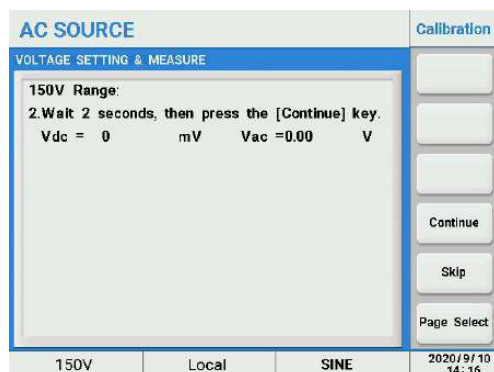 AC SOURCE
Calibration
VOLTAGE SETTING & MEASURE
150V Range:
2.Wait 2 seconds, then press the [Continue] key.
Vdc = 0 mV Vac =0.00 V
Continue
Skip
Page Select
150V Local SINE 2020/9/10
14:16